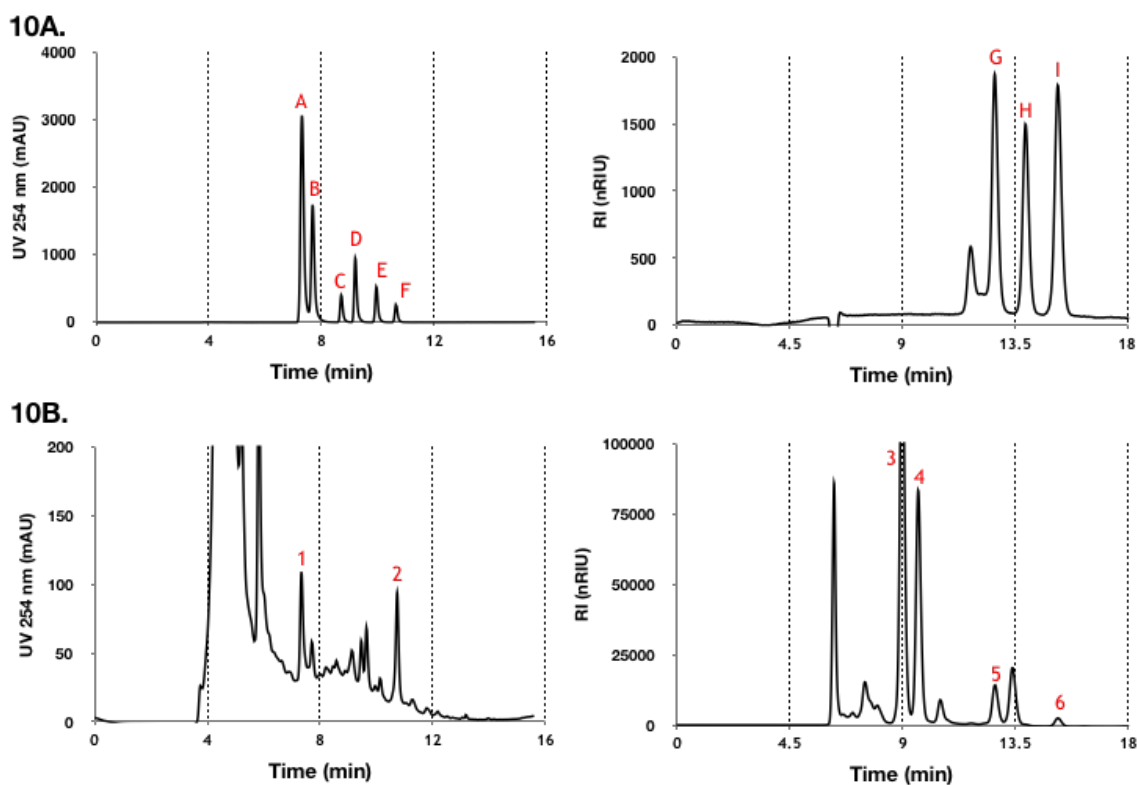 10A.
UV 254 nm (mAU)
4000
3000
2000
1000
0
A
B
C
D
E
F
0
4
8
12
16
Time (min)
RI (nRIU)
2000
1500
1000
500
0
G
H
I
0
4.5
9
13.5
18
Time (min)
10B.
UV 254 nm (mAU)
200
150
100
50
0
1
2
0
4
8
12
16
Time (min)
RI (nRIU)
100000
75000
50000
25000
0
3
4
5
6
0
4.5
9
13.5
18
Time (min)